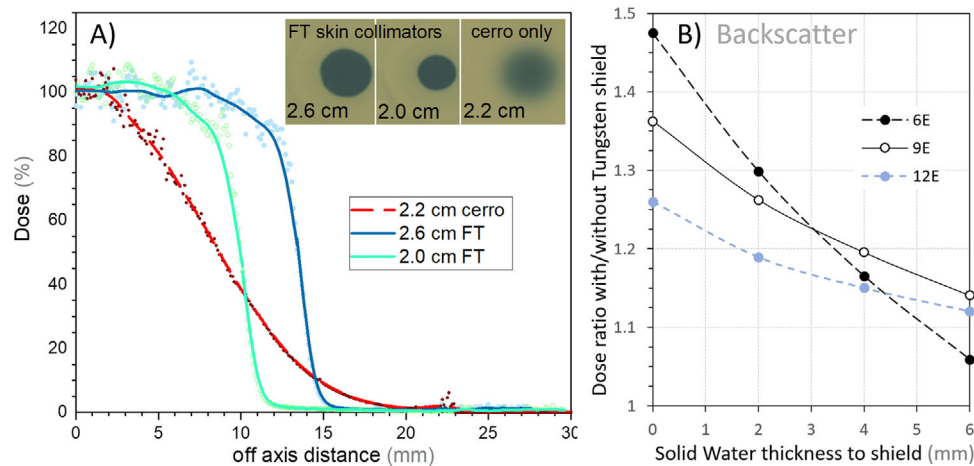 A)
FT skin collimators cerro only
2.6 cm 2.0 cm 2.2 cm
120
100
80
60
40
20
0
Dose (%)
2.2 cm cerro
2.6 cm FT
2.0 cm FT
0 5 10 15 20 25 30
off axis distance (mm)
B) Backscatter
1.5
1.4
1.3
1.2
1.1
1
Dose ratio with/without Tungsten shield
6E
9E
12E
0 1 2 3 4 5 6
Solid Water thickness to shield (mm)